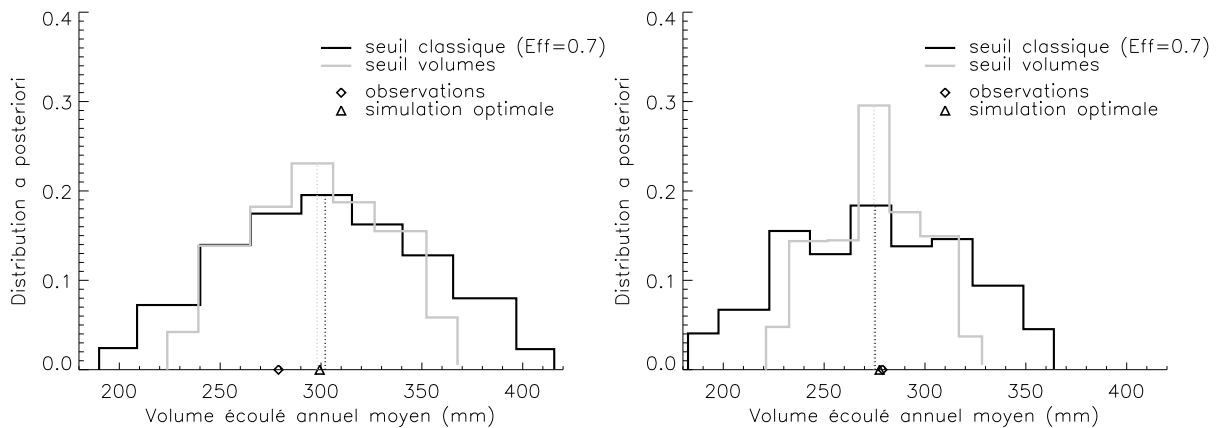 0.4
0.3
0.2
0.1
0.0
Distribution a posteriori
seuil classique (Eff=0.7)
seuil volumes
observations
simulation optimale
200 250 300 350 400
Volume écoulé annuel moyen (mm)
0.4
0.3
0.2
0.1
0.0
Distribution a posteriori
seuil classique (Eff=0.7)
seuil volumes
observations
simulation optimale
200 250 300 350 400
Volume écoulé annuel moyen (mm)